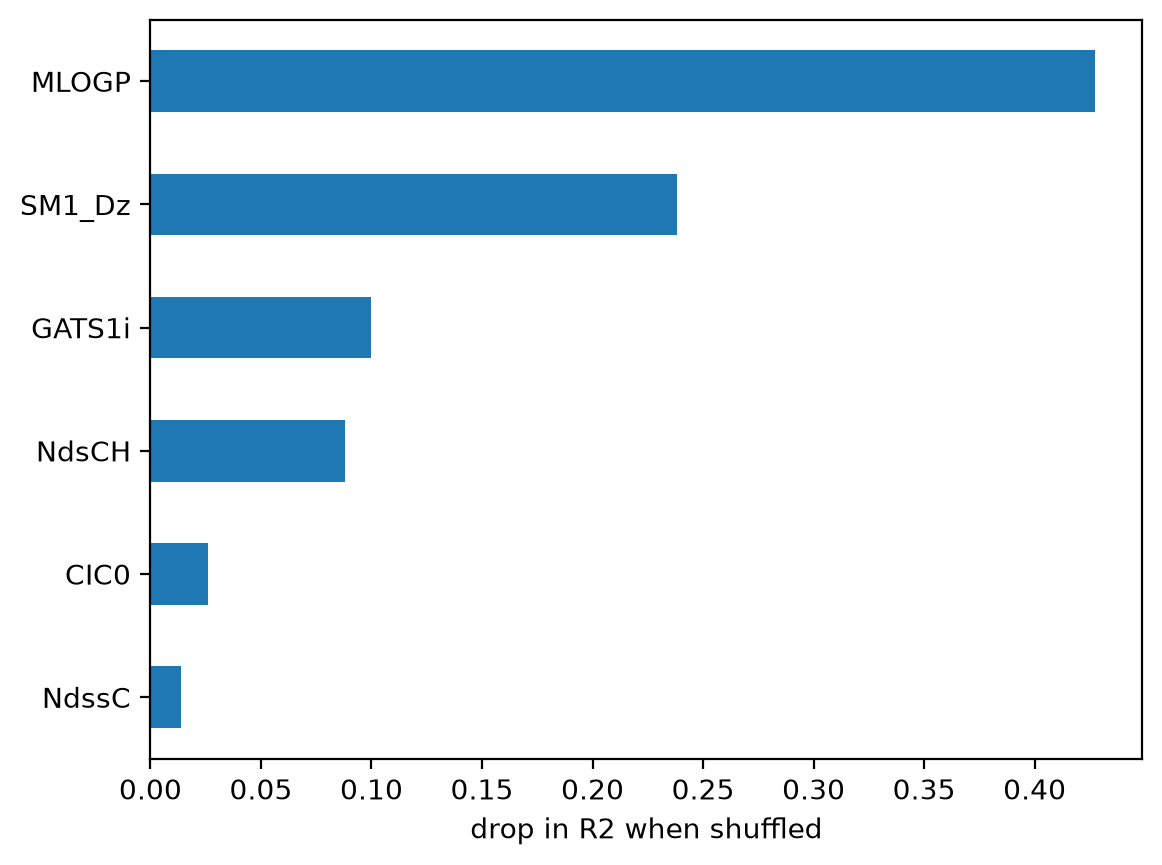 MLOGP
SM1_Dz
GATS1i
NdsCH
CIC0
NdssC
0.00 0.05 0.10 0.15 0.20 0.25 0.30 0.35 0.40
drop in R2 when shuffled